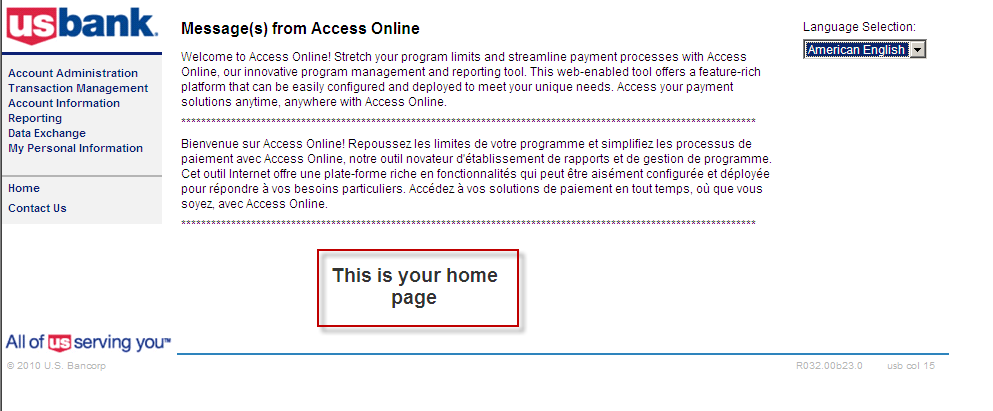 usbank.
Account Administration
Transaction Management
Account Information
Reporting
Data Exchange
My Personal Information
Home
Contact Us
Message(s) from Access Online
Welcome to Access Online! Stretch your program limits and streamline payment processes with Access
Online, our innovative program management and reporting tool. This web-enabled tool offers a feature-rich
platform that can be easily configured and deployed to meet your unique needs. Access your payment
solutions anytime, anywhere with Access Online.
*******************************************************************************************************************
Bienvenue sur Access Online! Repoussez les limites de votre programme et simplifiez les processus de
paiement avec Access Online, notre outil novateur d'établissement de rapports et de gestion de programme.
Cet outil Internet offre une plate-forme riche en fonctionnalités qui peut être aisément configurée et déployée
pour répondre à vos besoins particuliers. Accédez à vos solutions de paiement en tout temps, où que vous
soyez, avec Access Online.
*******************************************************************************************************************
Language Selection:
American English
This is your home
page
All of us serving you™
© 2010 U.S. Bancorp
R032.00b23.0 usb col 15